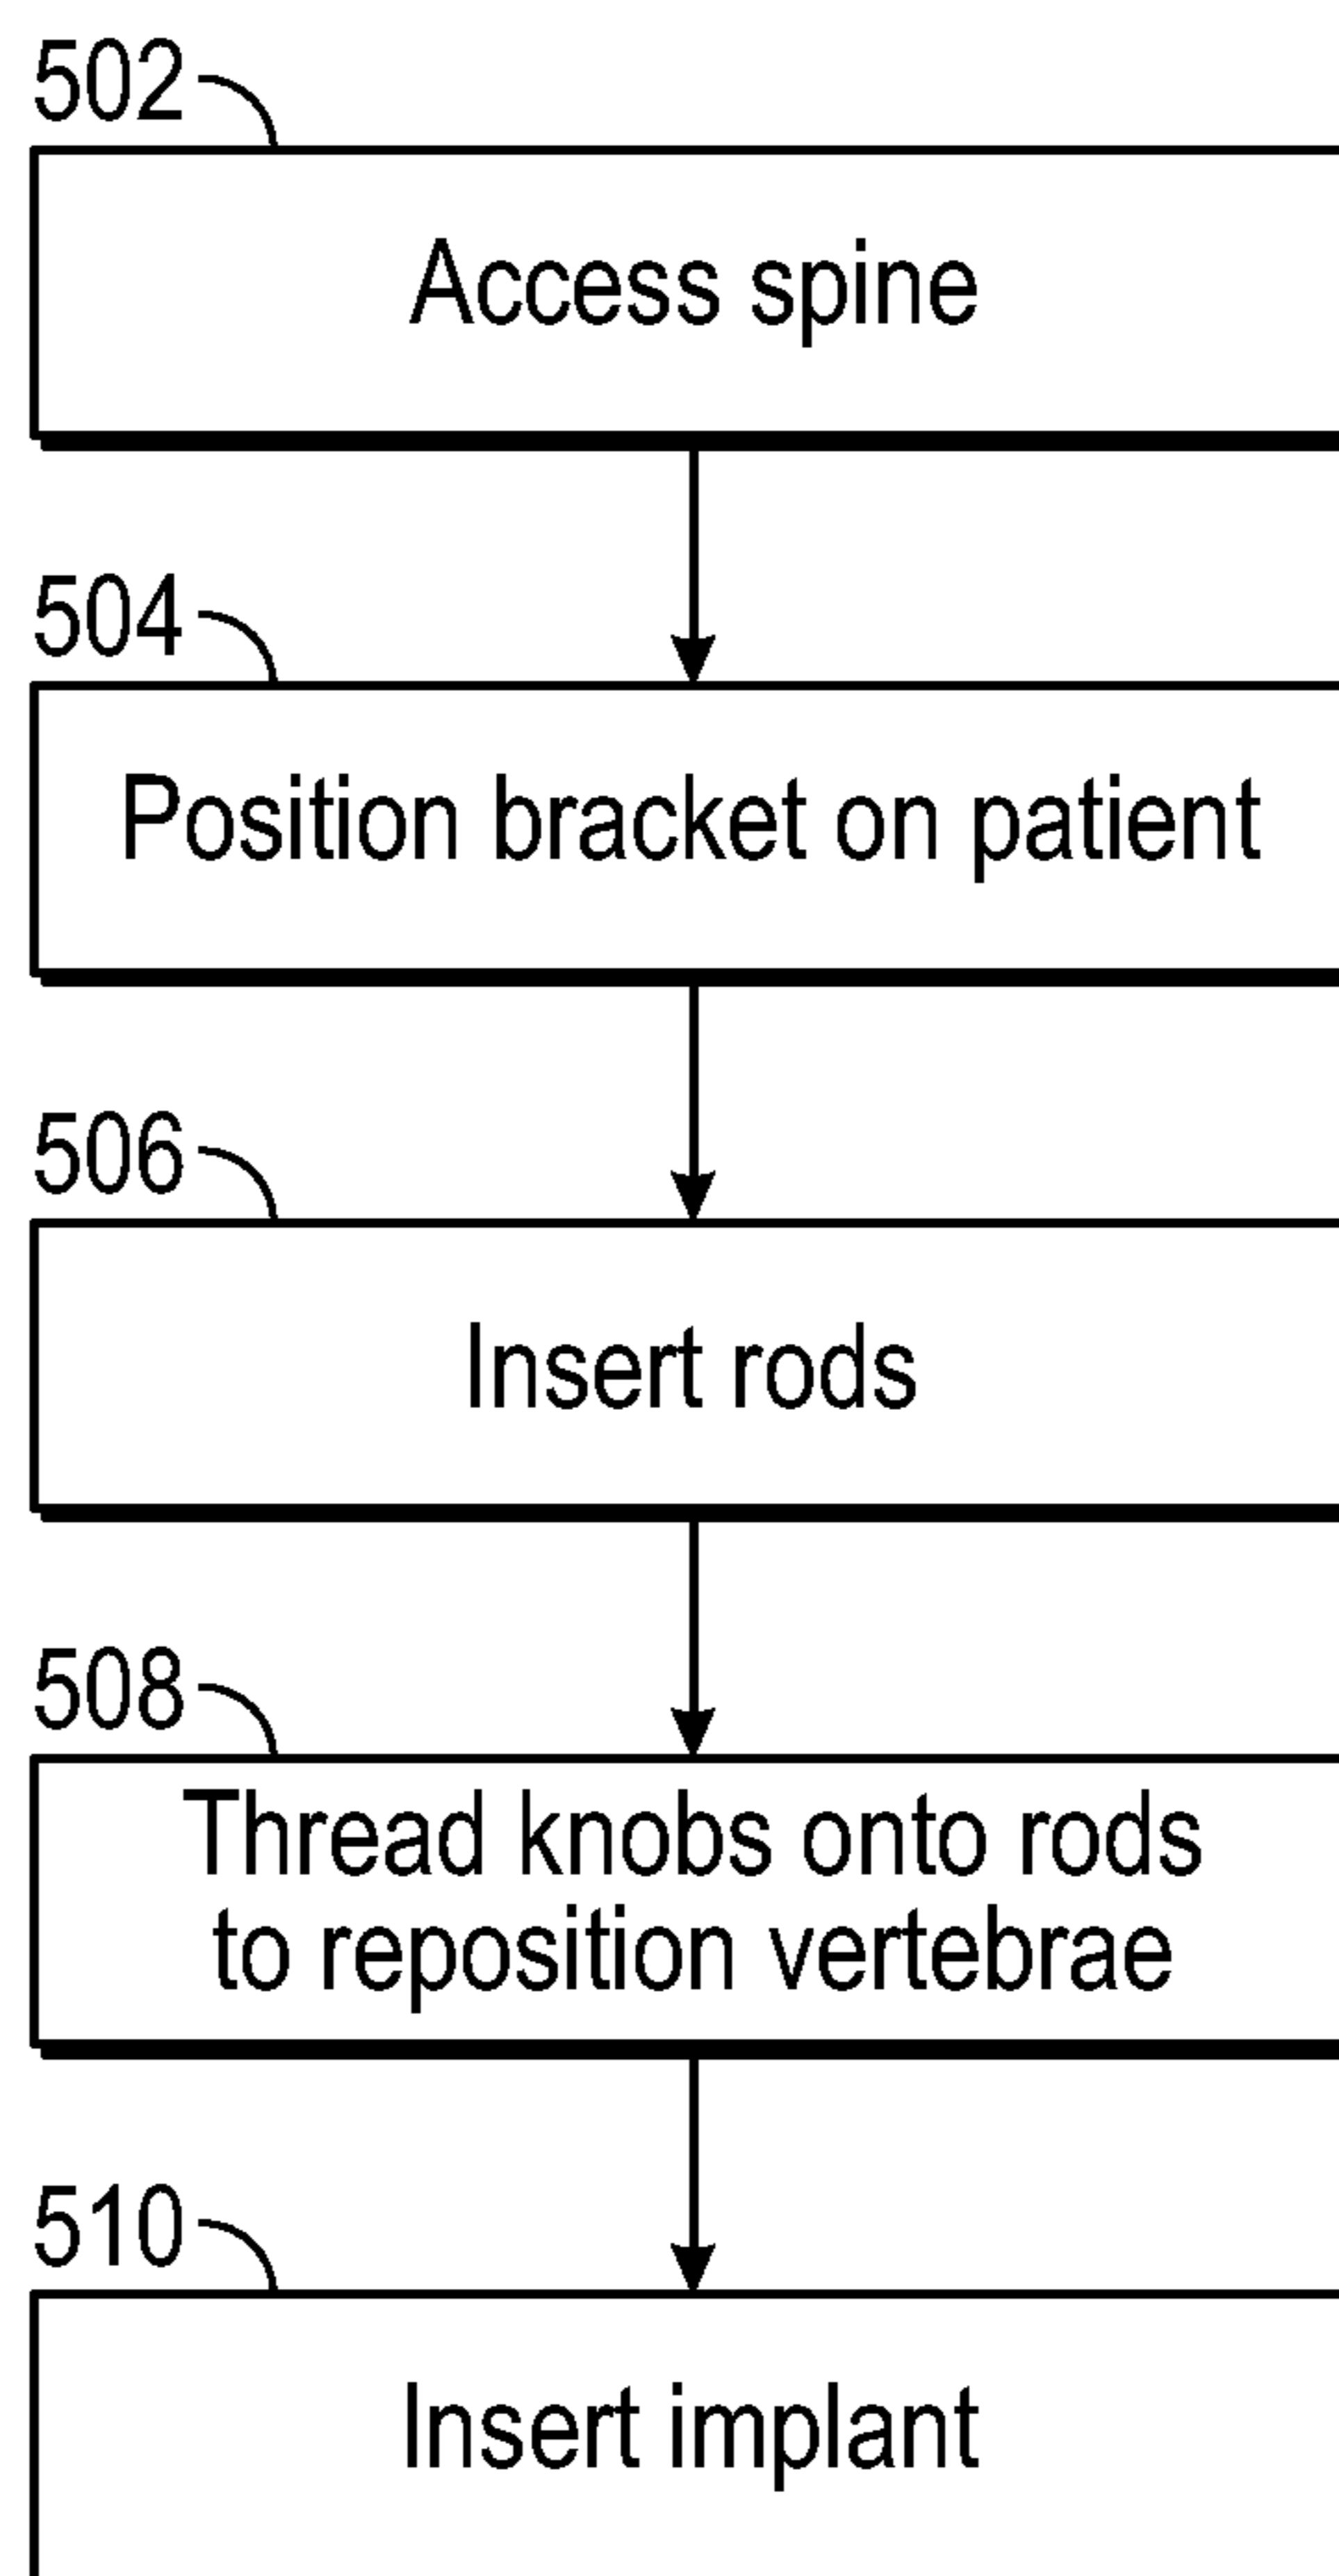 502
Access spine
504
Position bracket on patient
506
Insert rods
508
Thread knobs onto rods
to reposition vertebrae
510
Insert implant